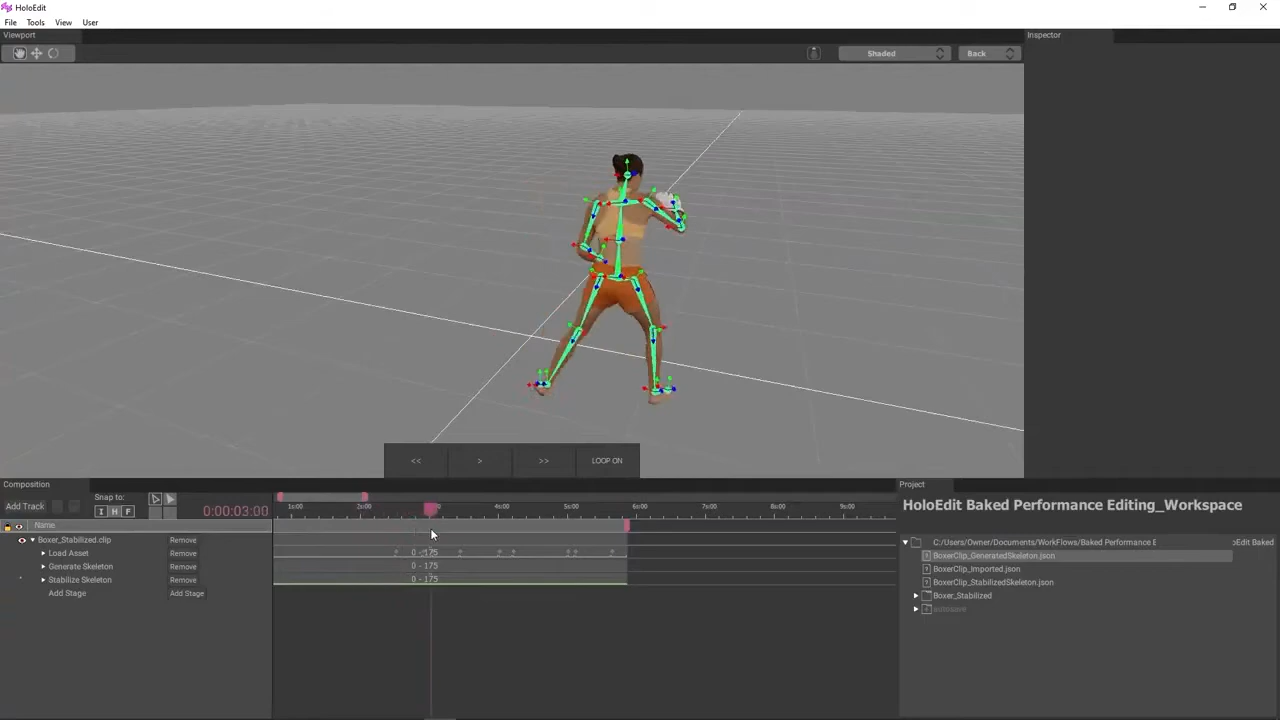 HoloEdit
File Tools View User
Viewport
Inspector
Shaded
Back
<< > >> LOOP ON
Composition
Project
Add Track
Snap to:
I H F
0:00:03:00
1:00 2:00 4:00 5:00 6:00 7:00 8:00 9:00
HoloEdit Baked Performance Editing_Workspace
Name
Boxer_Stabilized.clip Remove
C:/Users/Owner/Documents/WorkFlows/Baked Performance E
oEdit Baked
Load Asset Remove
0 - 175
BoxerClip_GeneratedSkeleton.json
Generate Skeleton Remove
0 - 175
BoxerClip_Imported.json
Stabilize Skeleton Remove
0 - 175
BoxerClip_StabilizedSkeleton.json
Add Stage Add Stage
Boxer_Stabilized
autosave